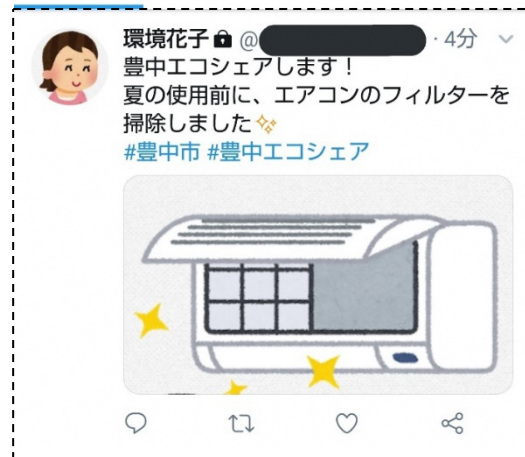 環境花子 @ ・4分
豊中エコシェアします！
夏の使用前に、エアコンのフィルターを
掃除しました✨
#豊中市 #豊中エコシェア